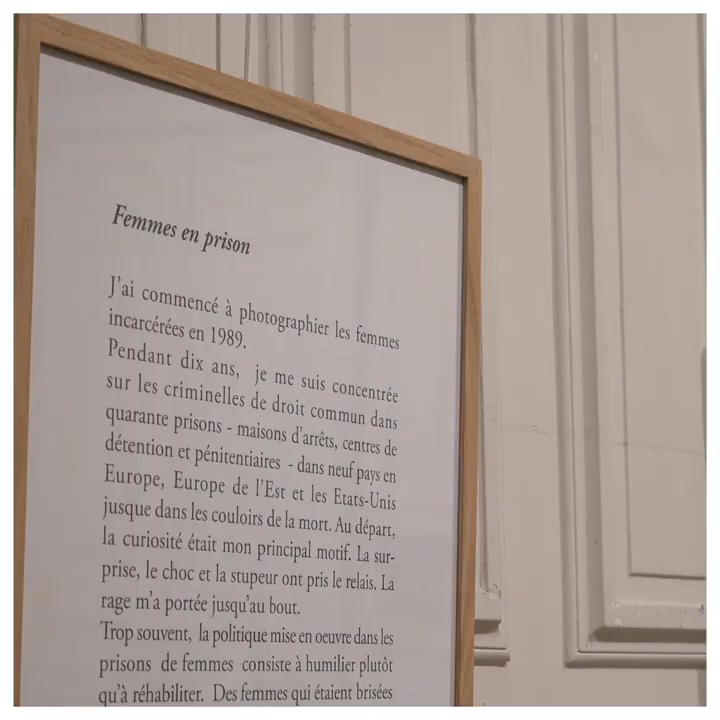 Femmes en prison
J'ai commencé à photographier les femmes
incarcérées en 1989.
Pendant dix ans, je me suis concentrée
sur les criminelles de droit commun dans
quarante prisons - maisons d'arrêts, centres de
détention et pénitentiaires - dans neuf pays en
Europe, Europe de l'Est et les Etats-Unis
jusque dans les couloirs de la mort. Au départ,
la curiosité était mon principal motif. La sur-
prise, le choc et la stupeur ont pris le relais. La
rage m'a portée jusqu'au bout.
Trop souvent, la politique mise en oeuvre dans les
prisons de femmes consiste à humilier plutôt
qu'à réhabiliter. Des femmes qui étaient brisées